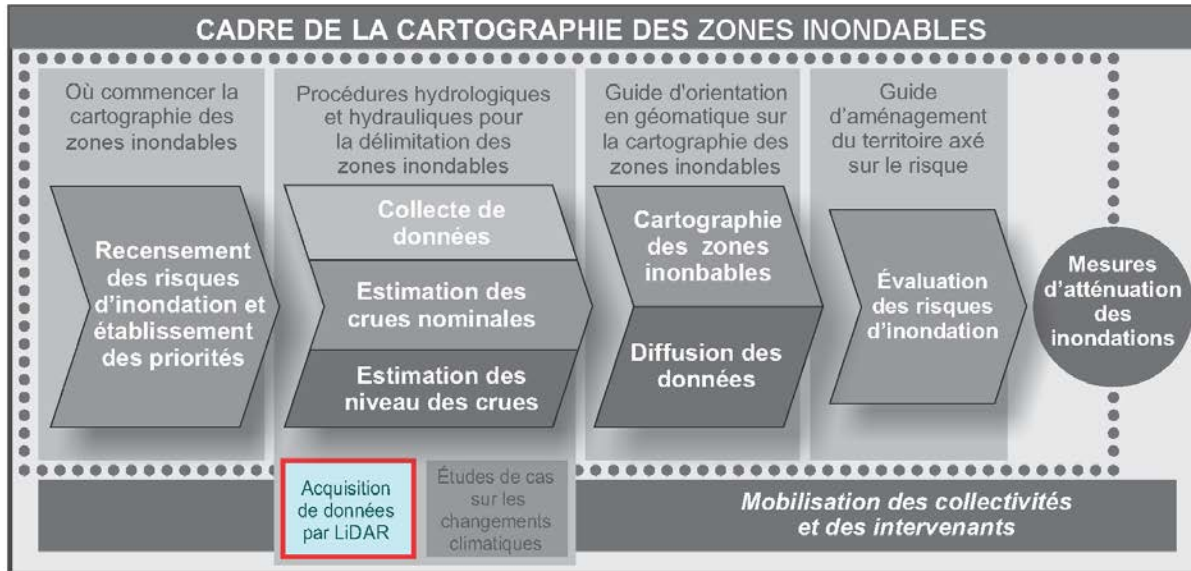 CADRE DE LA CARTOGRAPHIE DES ZONES INONDABLES
Où commencer la
cartographie des
zones inondables
Procédures hydrologiques
et hydrauliques pour
la délimitation des
zones inondables
Guide d'orientation
en géomatique sur
la cartographie des
zones inondables
Guide
d'aménagement
du territoire axé
sur le risque
Recensement
des risques
d'inondation et
établissement
des priorités
Collecte de
données
Estimation des
crues nominales
Estimation des
niveau des crues
Cartographie
des zones
inonbables
Diffusion des
données
Évaluation
des risques
d'inondation
Mesures
d'atténuation
des
inondations
Acquisition
de données
par LiDAR
Études de cas
sur les
changements
climatiques
Mobilisation des collectivités
et des intervenants